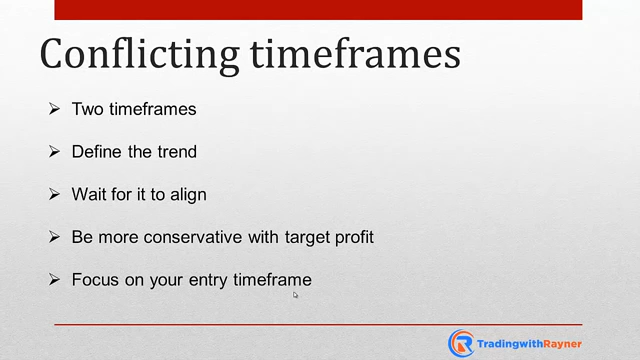 Conflicting timeframes
Two timeframes
Define the trend
Wait for it to align
Be more conservative with target profit
Focus on your entry timeframe
TradingwithRayner